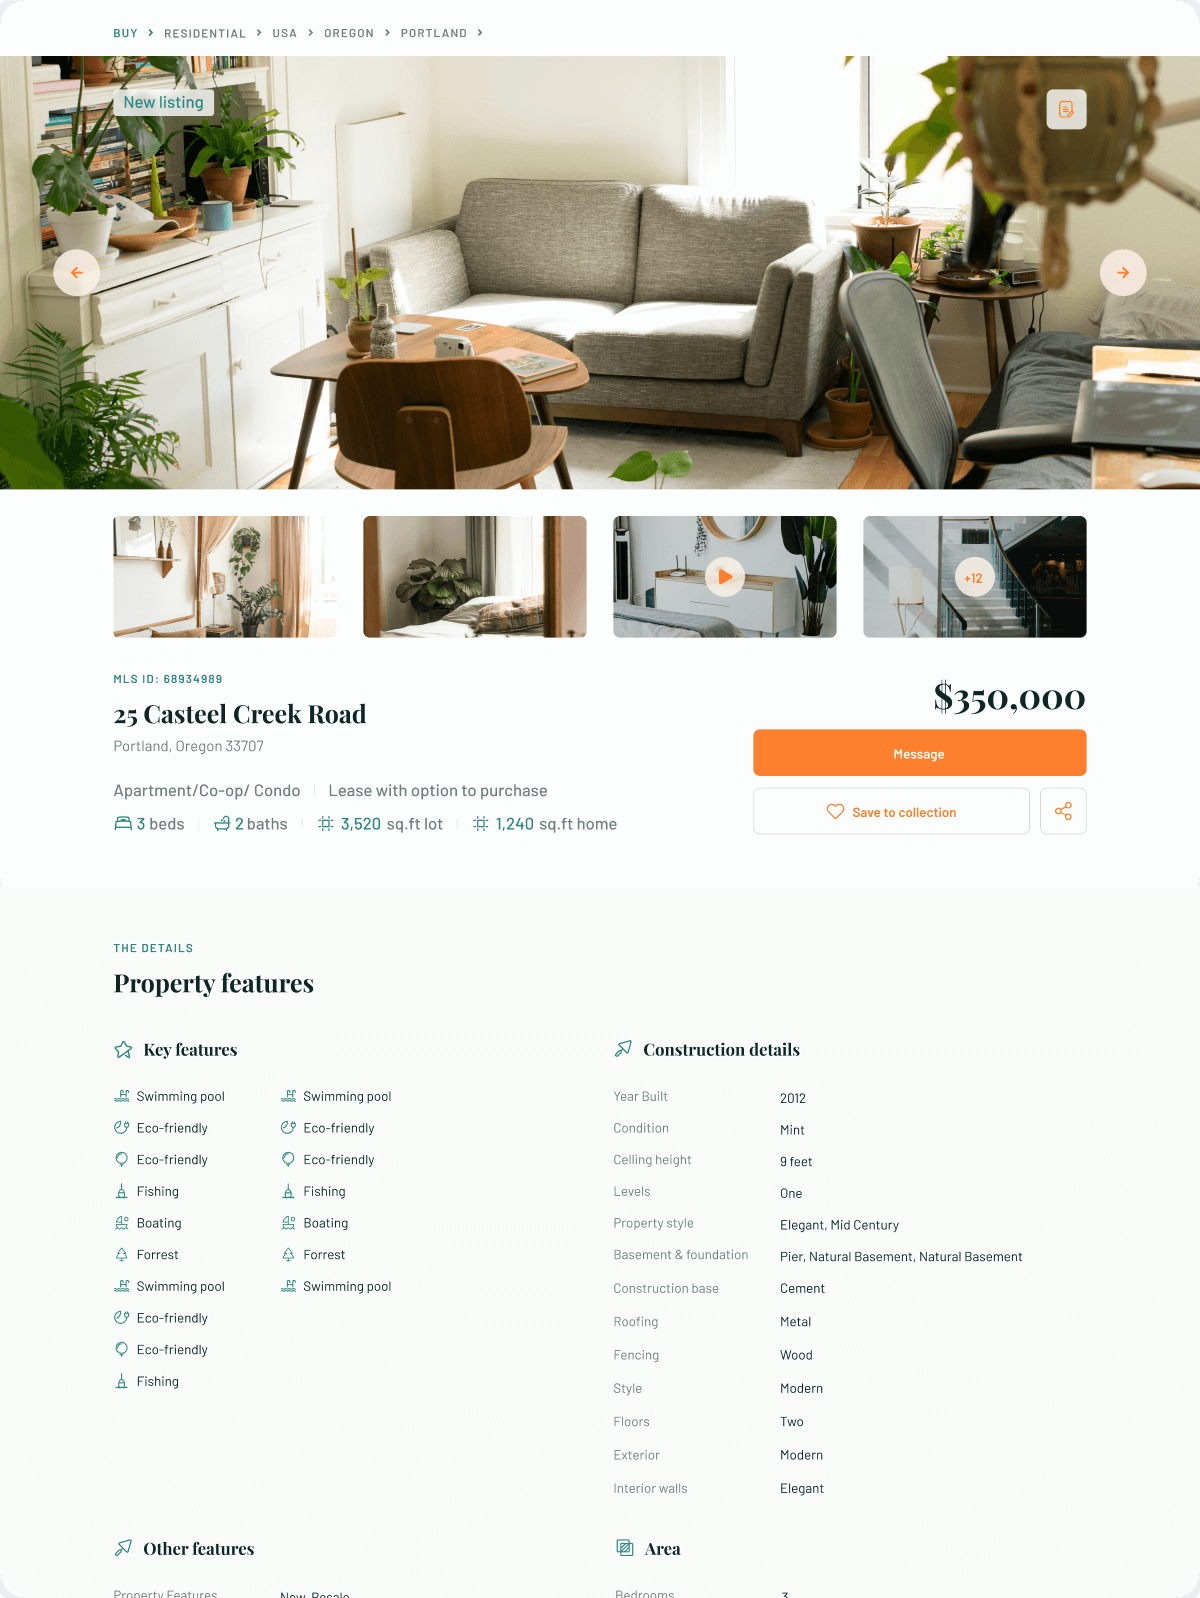 BUY > RESIDENTIAL > USA > OREGON > PORTLAND >
New listing
+12
MLS ID: 68934989
25 Casteel Creek Road
Portland, Oregon 33707
Apartment/Co-op/ Condo | Lease with option to purchase
3 beds | 2 baths | 3,520 sq.ft lot | 1,240 sq.ft home
$350,000
Message
Save to collection
THE DETAILS
Property features
Key features
Swimming pool Swimming pool
Eco-friendly Eco-friendly
Eco-friendly Eco-friendly
Fishing Fishing
Boating Boating
Forrest Forrest
Swimming pool Swimming pool
Eco-friendly
Eco-friendly
Fishing
Construction details
Year Built 2012
Condition Mint
Celling height 9 feet
Levels One
Property style Elegant, Mid Century
Basement & foundation Pier, Natural Basement, Natural Basement
Construction base Cement
Roofing Metal
Fencing Wood
Style Modern
Floors Two
Exterior Modern
Interior walls Elegant
Other features
Property Features New, Resale
Area
Bedrooms 3